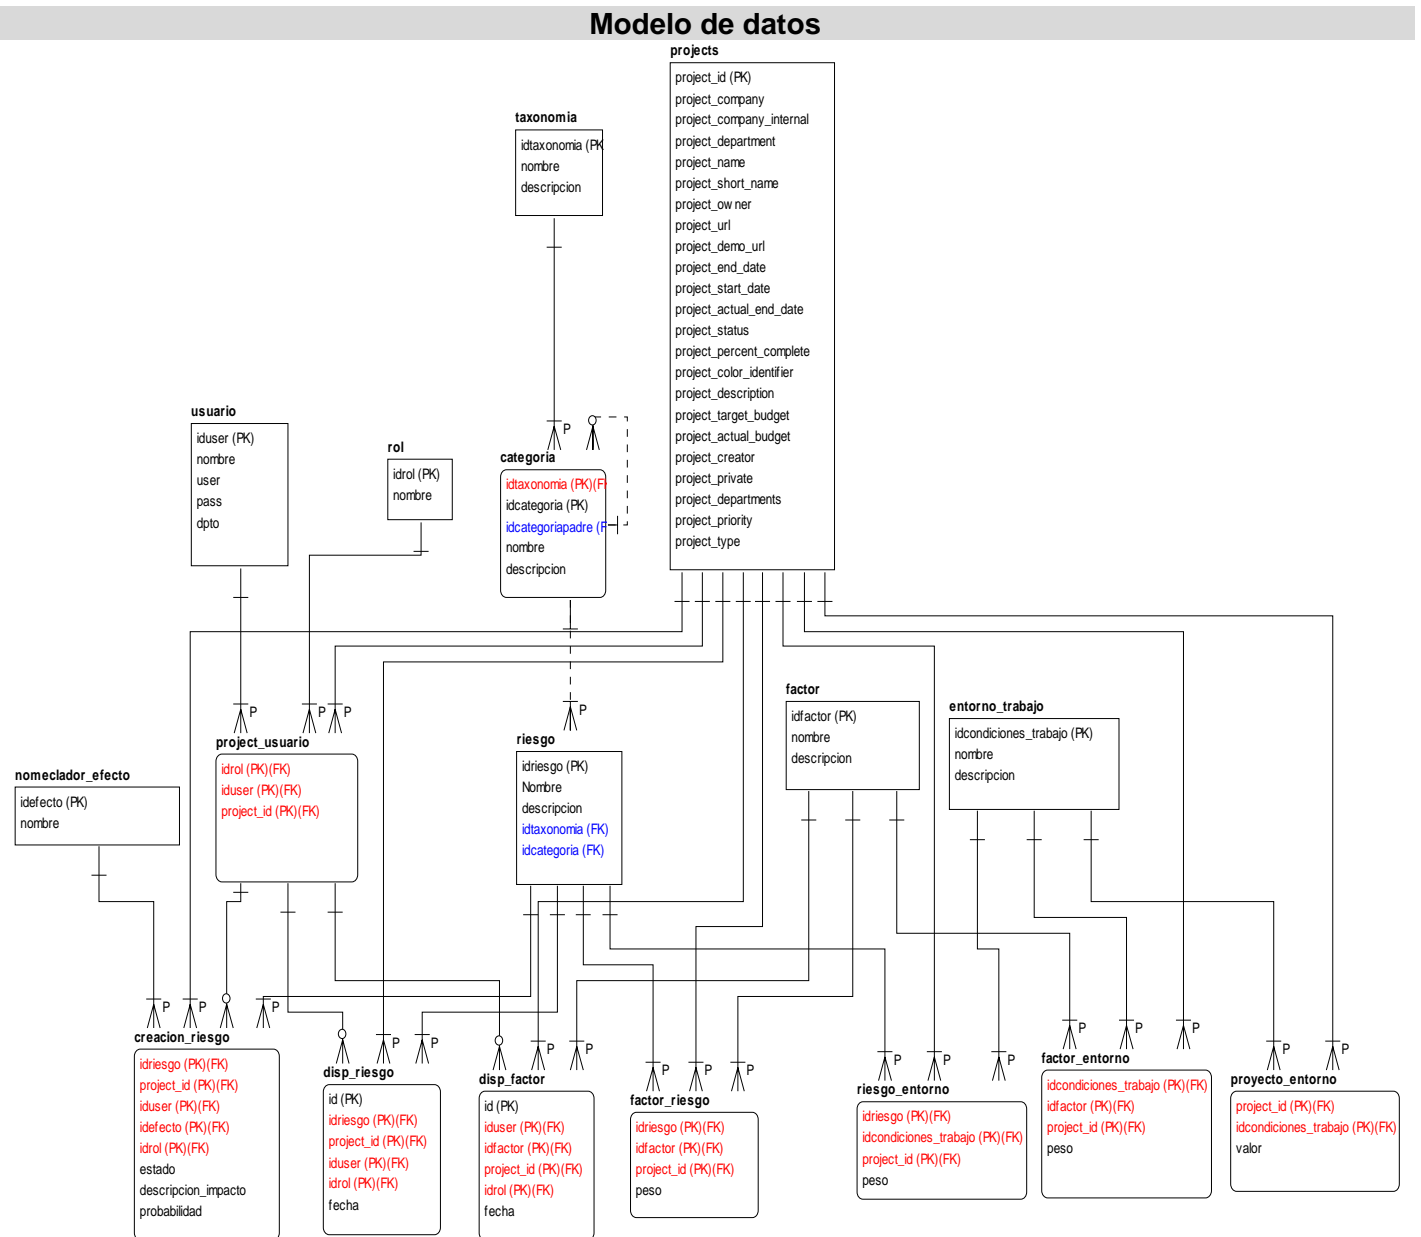 Modelo de datos
projects
project_id (PK)
project_company
project_company_internal
project_department
project_name
project_short_name
project_owner
project_url
project_demo_url
project_end_date
project_start_date
project_actual_end_date
project_status
project_percent_complete
project_color_identifier
project_description
project_target_budget
project_actual_budget
project_creator
project_private
project_departments
project_priority
project_type
taxonomia
idtaxonomia (PK
nombre
descripcion
usuario
iduser (PK)
nombre
user
pass
dpto
rol
idrol (PK)
nombre
P
categoria
idtaxonomia (PK)(F
idcategoria (PK)
idcategoriapadre (F
nombre
descripcion
P
P
P
project_usuario
idrol (PK)(FK)
iduser (PK)(FK)
project_id (PK)(FK)
P
riesgo
idriesgo (PK)
Nombre
descripcion
idtaxonomia (FK)
idcategoria (FK)
factor
idfactor (PK)
nombre
descripcion
entorno_trabajo
idcondiciones_trabajo (PK)
nombre
descripcion
nomeclador_efecto
idefecto (PK)
nombre
P
P
P
creacion_riesgo
idriesgo (PK)(FK)
project_id (PK)(FK)
iduser (PK)(FK)
idefecto (PK)(FK)
idrol (PK)(FK)
estado
descripcion_impacto
probabilidad
P
P
disp_riesgo
id (PK)
idriesgo (PK)(FK)
project_id (PK)(FK)
iduser (PK)(FK)
idrol (PK)(FK)
fecha
P
P
disp_factor
id (PK)
iduser (PK)(FK)
idfactor (PK)(FK)
project_id (PK)(FK)
idrol (PK)(FK)
fecha
P
P
P
factor_riesgo
idriesgo (PK)(FK)
idfactor (PK)(FK)
project_id (PK)(FK)
peso
P
P
P
riesgo_entorno
idriesgo (PK)(FK)
idcondiciones_trabajo (PK)(FK)
project_id (PK)(FK)
peso
P
P
P
factor_entorno
idcondiciones_trabajo (PK)(FK)
idfactor (PK)(FK)
project_id (PK)(FK)
peso
P
P
proyecto_entorno
project_id (PK)(FK)
idcondiciones_trabajo (PK)(FK)
valor